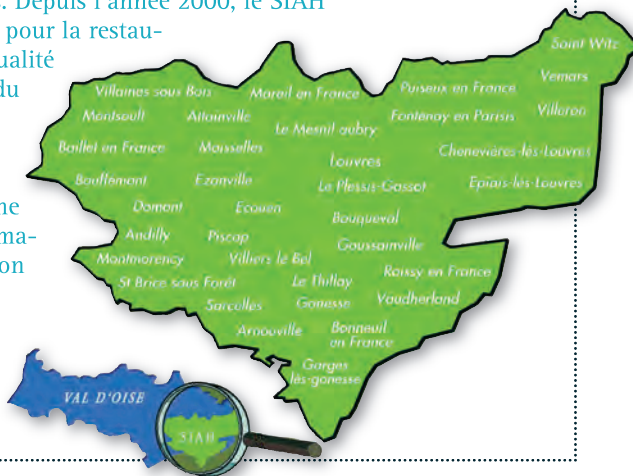 . Depuis l'année 2000, le SIAH
pour la restau-
ualité
du
ne
ma-
on
Saint Witz
Villaines sous Bois
Mareil en France
Puiseux en France
Vemars
Montsoult
Attainville
Fontenay en Parisis
Villeron
Le Mesnil aubry
Baillet en France
Moisselles
Louvres
Chenevières-lès-Louvres
Bouffemont
Ezanville
Le Plessis-Gassot
Epiais-lès-Louvres
Domont
Ecouen
Bouqueval
Andilly
Piscop
Goussainville
Montmorency
Villiers le Bel
Roissy en France
St Brice sous Forêt
Le Thillay
Vaudherland
Sarcelles
Gonesse
Arnouville
Bonneuil
en France
Garges
lès-gonesse
VAL D'OISE
SIAH